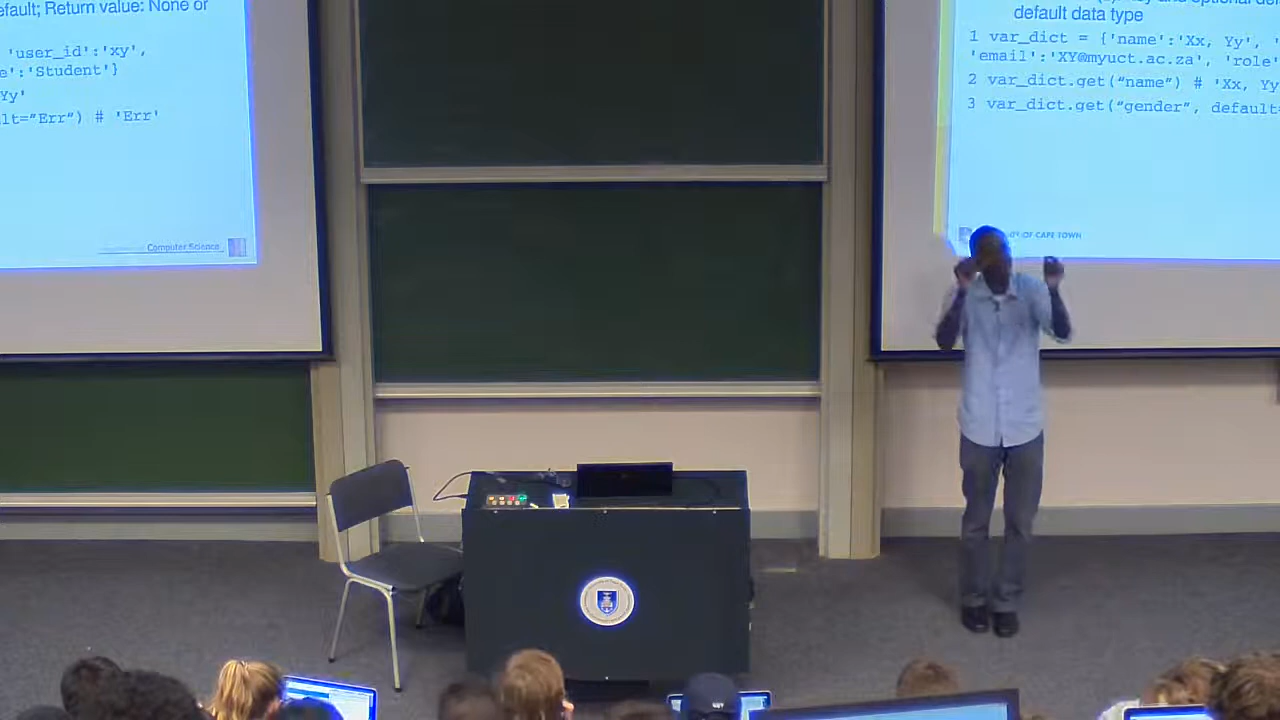 efault; Return value: None or
'user_id':'xy',
e':'Student'}
Yy'
lt="Err") # 'Err'
Computer Science
default data type
1 var_dict = {'name':'Xx, Yy', '
'email':'XY@myuct.ac.za', 'role'
2 var_dict.get("name") # 'Xx, Yy
3 var_dict.get("gender", default=
OF CAPE TOWN